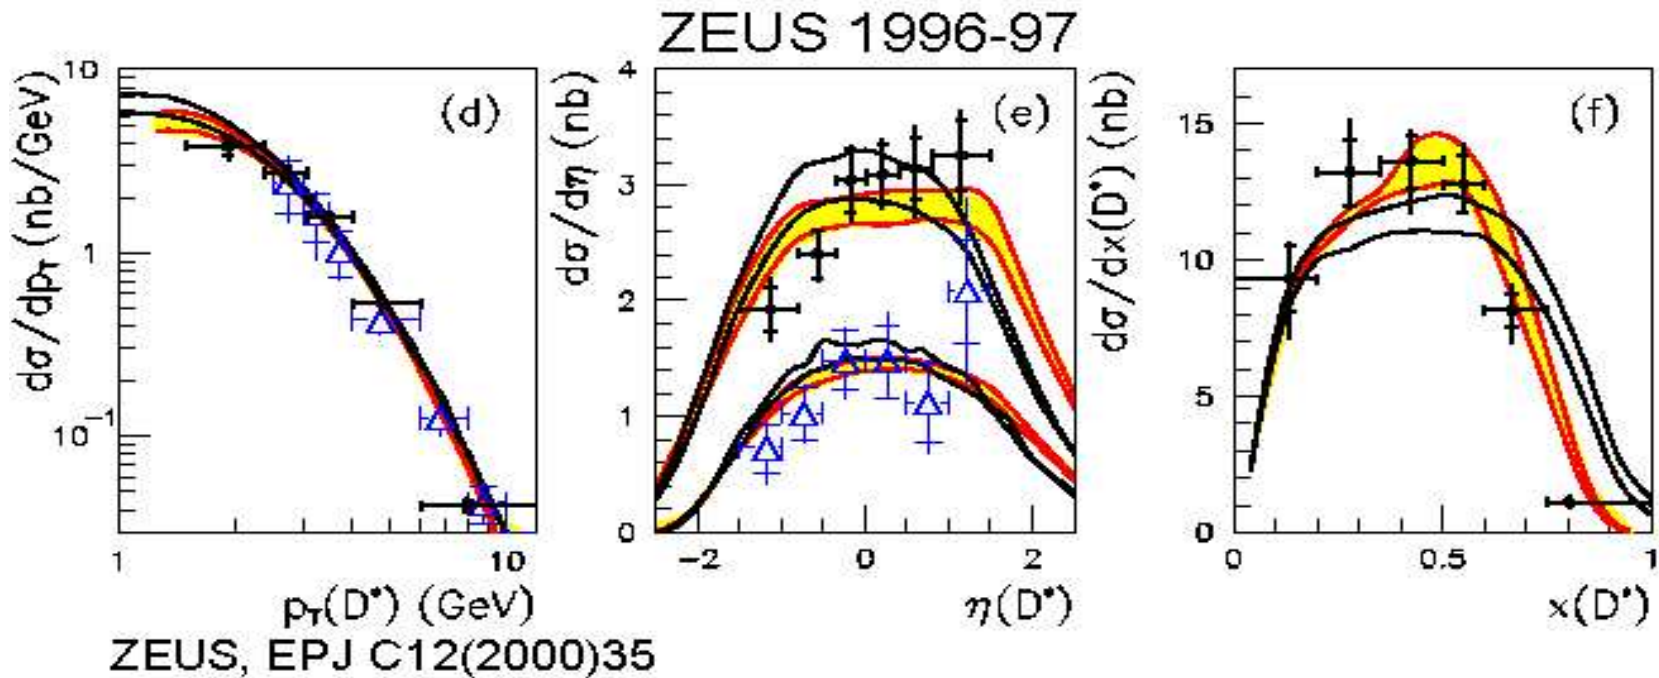 ZEUS 1996-97
dσ/dp_T (nb/GeV)
10
1
10⁻¹
(d)
1
10
p_T(D*) (GeV)
dσ/dη (nb)
4
3
2
1
0
(e)
−2
0
2
η(D*)
dσ/dx(D*) (nb)
15
10
5
0
(f)
0
0.5
1
x(D*)
ZEUS, EPJ C12(2000)35